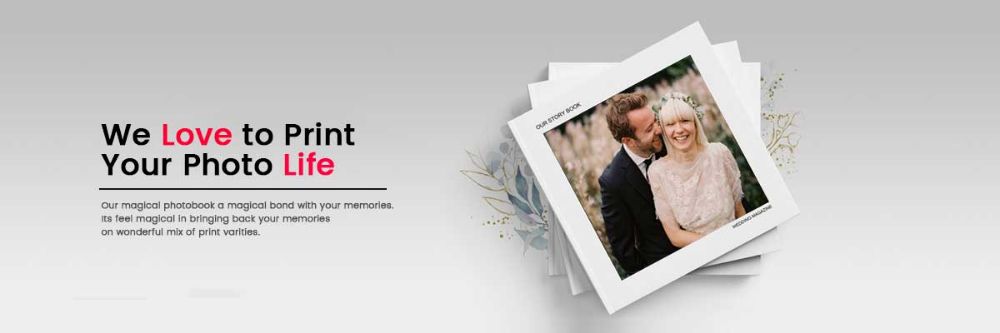 We Love to Print
Your Photo Life
Our magical photobook a magical bond with your memories.
Its feel magical in bringing back your memories
on wonderful mix of print varities.
OUR STORY BOOK
WEDDING MAGAZINE